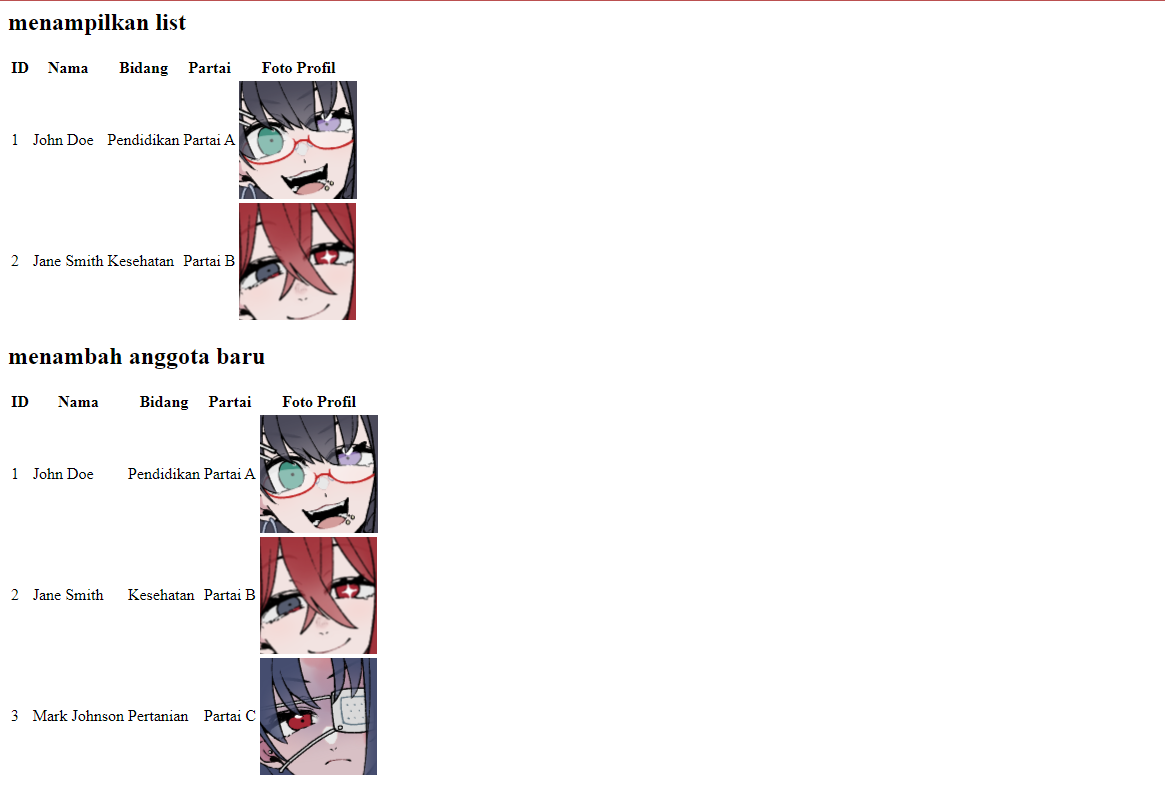 menampilkan list
ID Nama Bidang Partai Foto Profil
1 John Doe Pendidikan Partai A
2 Jane Smith Kesehatan Partai B
menambah anggota baru
ID Nama Bidang Partai Foto Profil
1 John Doe Pendidikan Partai A
2 Jane Smith Kesehatan Partai B
3 Mark Johnson Pertanian Partai C